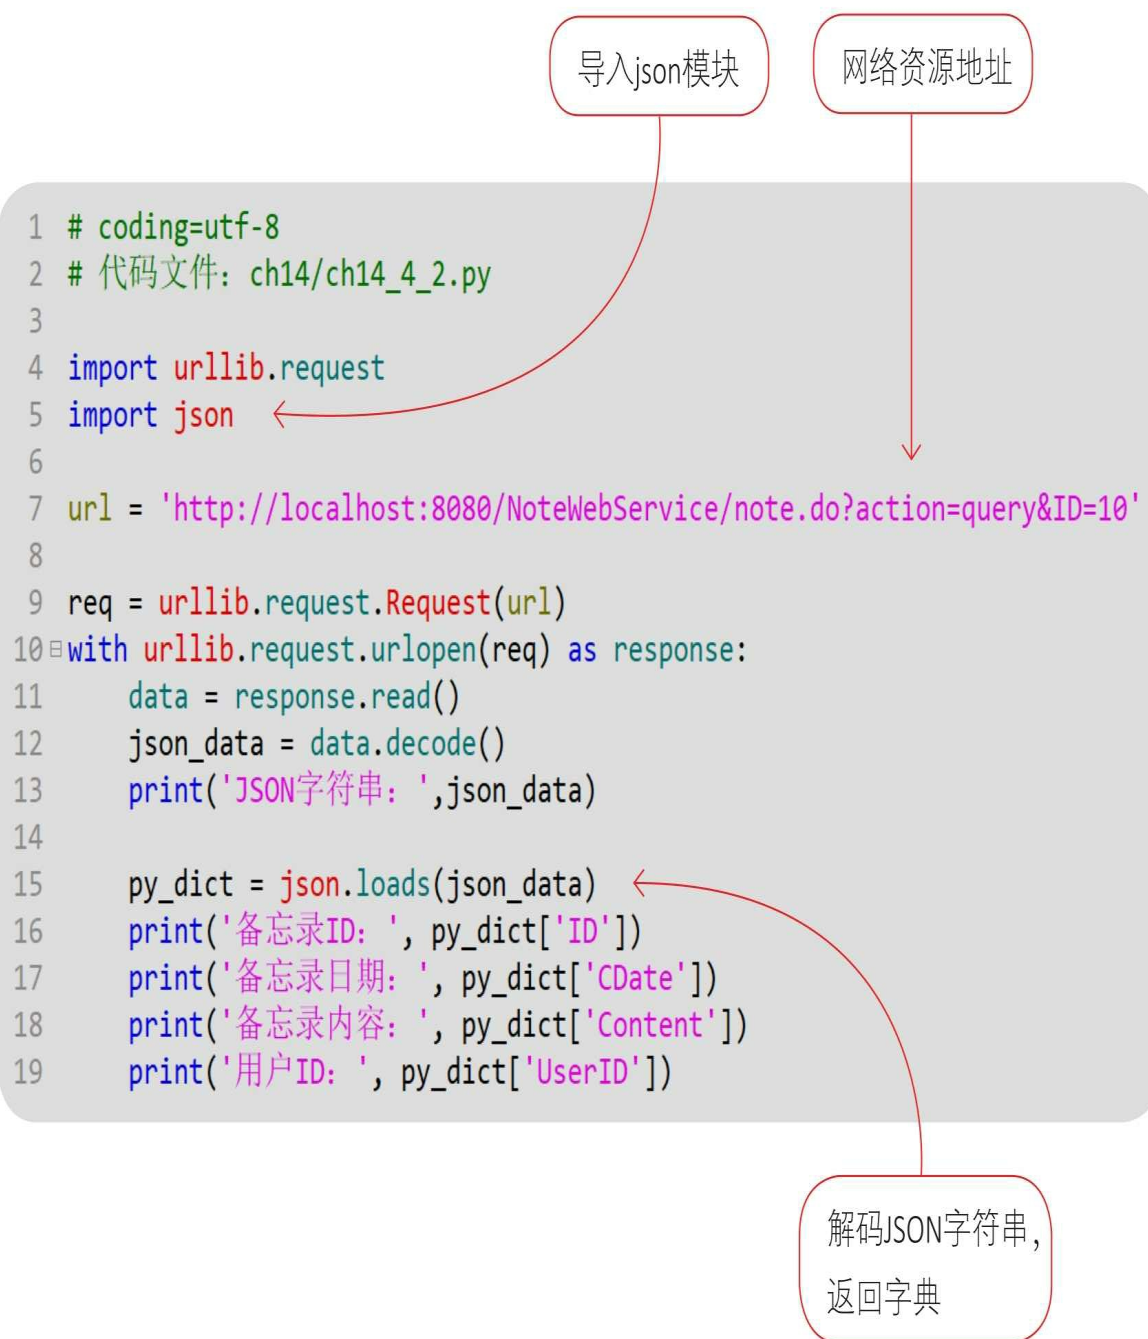 导入json模块
网络资源地址
1 # coding=utf-8
2 # 代码文件：ch14/ch14_4_2.py
3
4 import urllib.request
5 import json
6
7 url = 'http://localhost:8080/NoteWebService/note.do?action=query&ID=10'
8
9 req = urllib.request.Request(url)
10 with urllib.request.urlopen(req) as response:
11     data = response.read()
12     json_data = data.decode()
13     print('JSON字符串：',json_data)
14
15     py_dict = json.loads(json_data)
16     print('备忘录ID：', py_dict['ID'])
17     print('备忘录日期：', py_dict['CDate'])
18     print('备忘录内容：', py_dict['Content'])
19     print('用户ID：', py_dict['UserID'])
解码JSON字符串，
返回字典